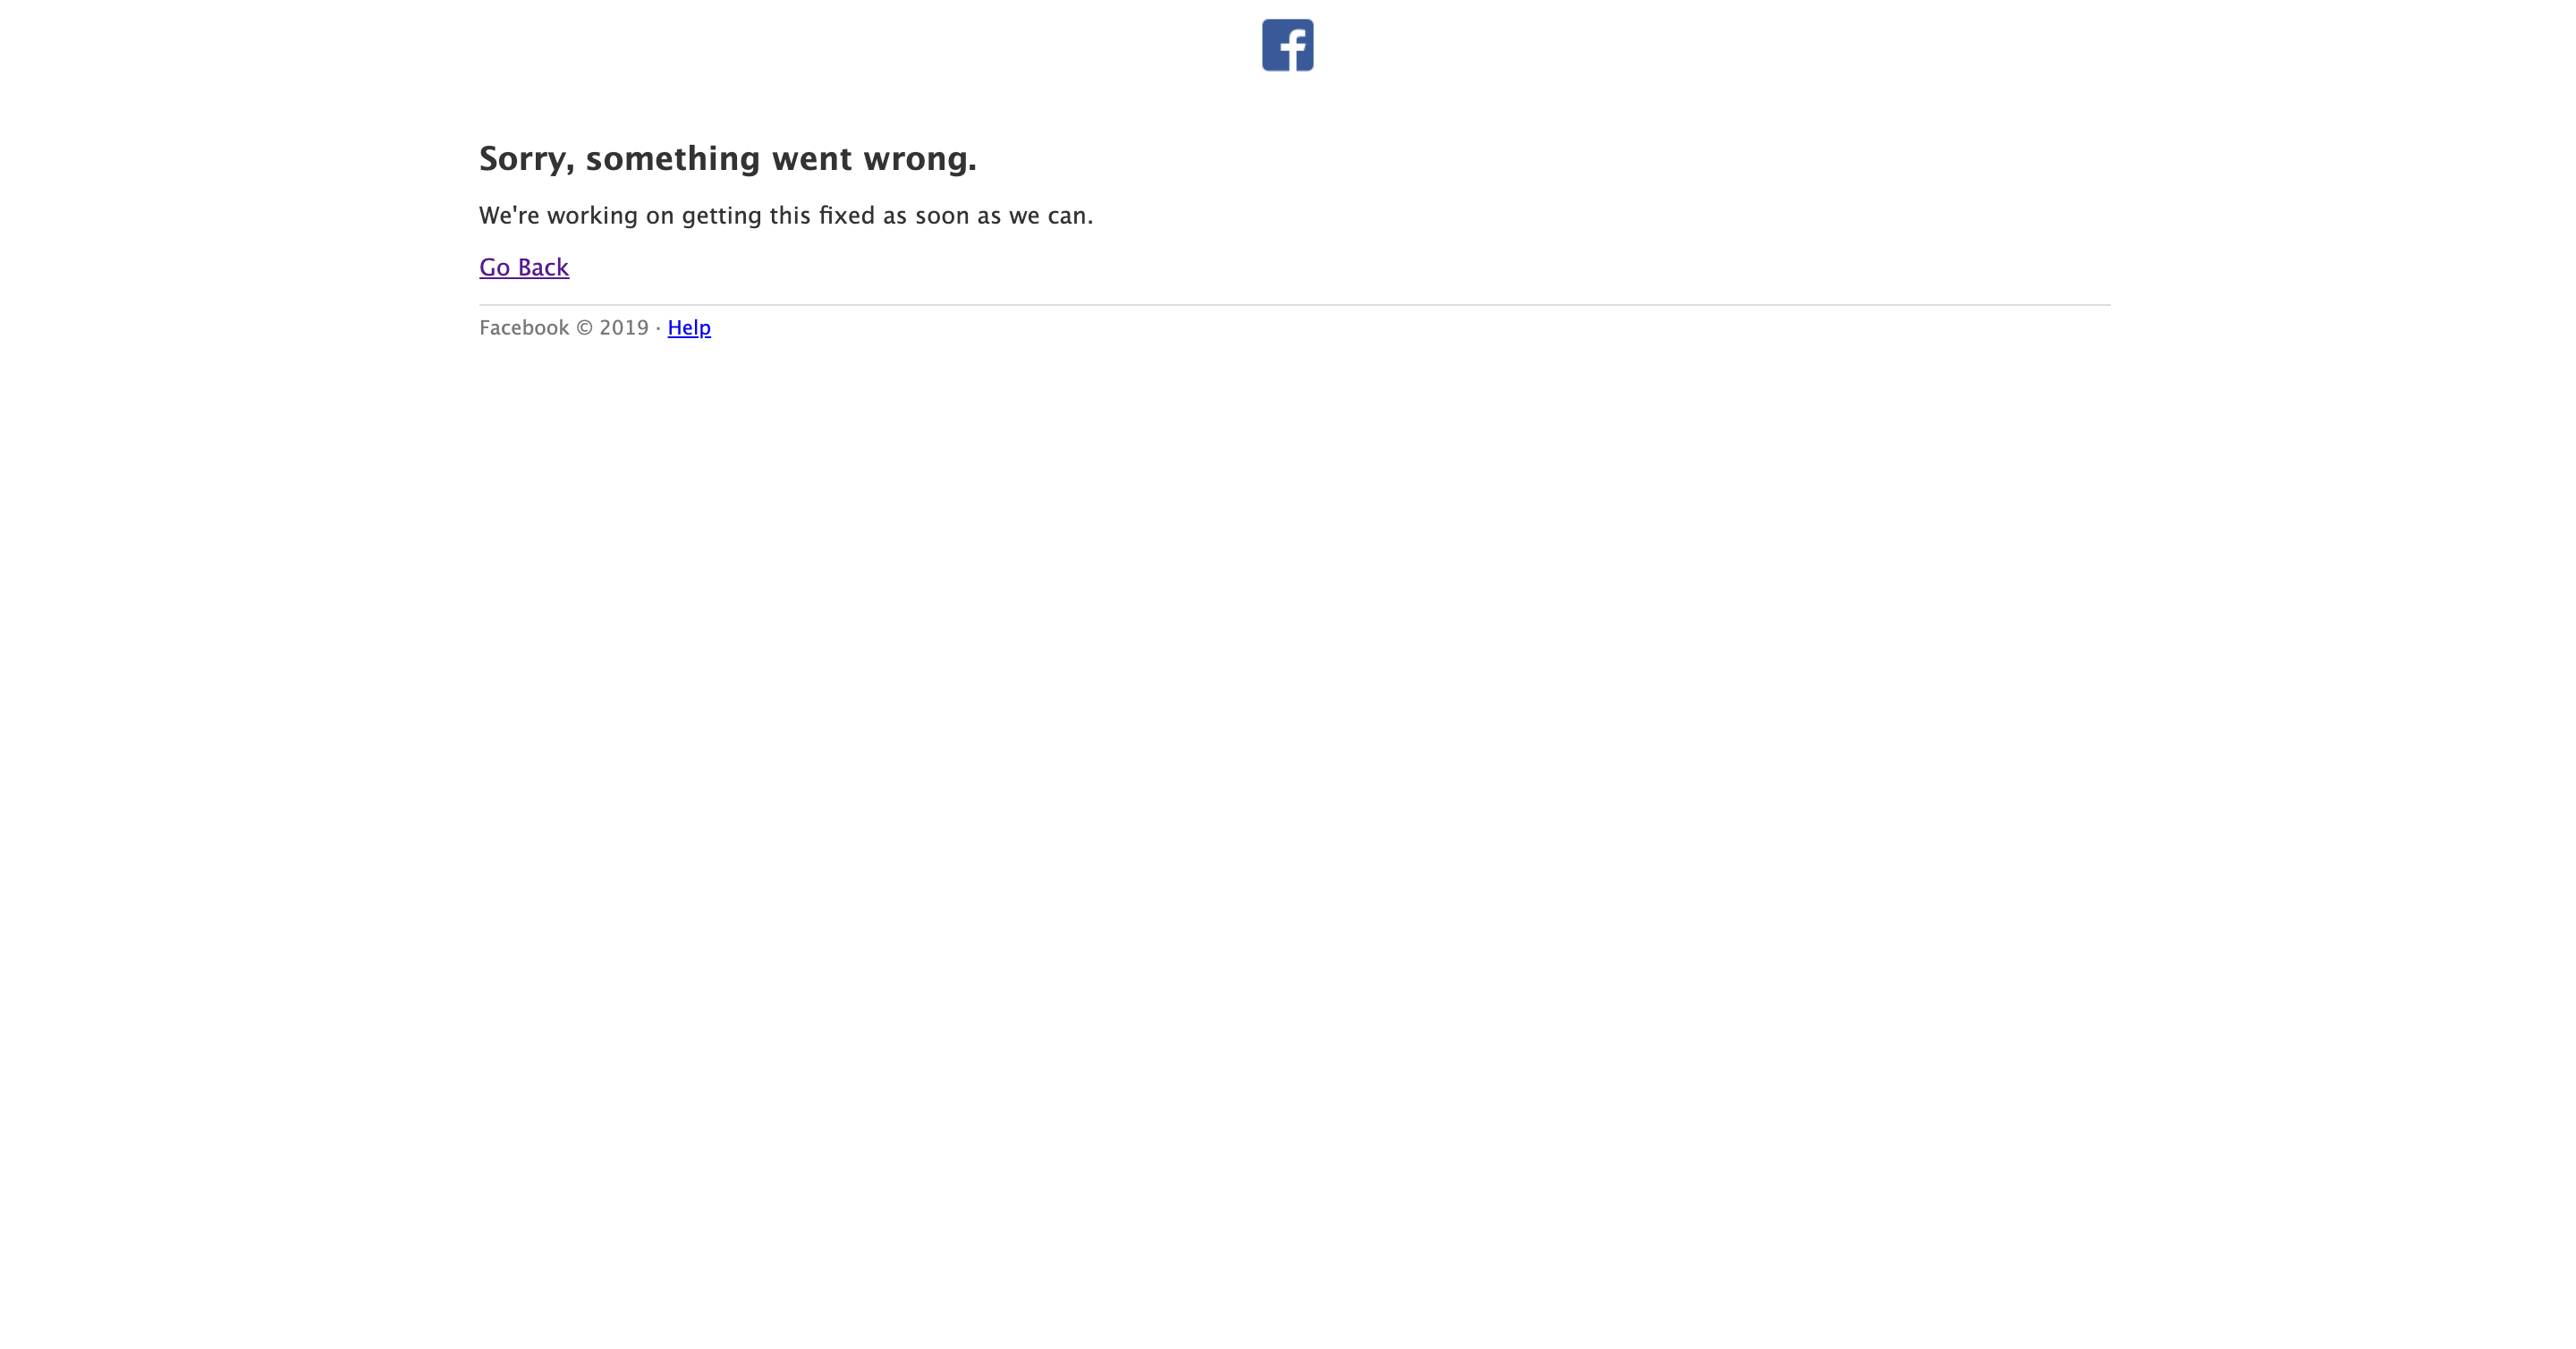 Sorry, something went wrong.
We're working on getting this fixed as soon as we can.
Go Back
Facebook © 2019 · Help